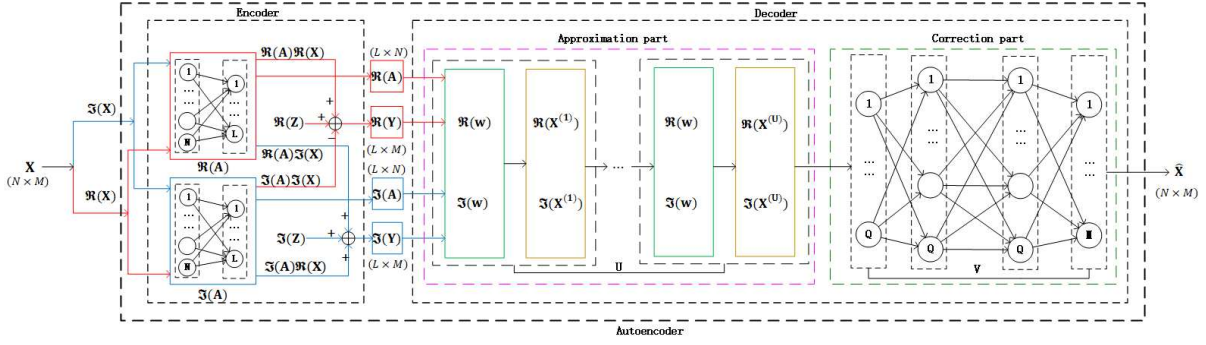 Encoder
Decoder
Approximation part
Correction part
ℜ(A)ℜ(X)
(L × N)
ℜ(A)
ℑ(X)
X
(N × M)
ℜ(X)
1
... ...
... ...
N
1
... ...
L
ℜ(A)
ℜ(Z)
+
+
−
ℜ(Y)
(L × M)
ℜ(A)ℑ(X)
ℑ(A)ℑ(X)
(L × N)
ℑ(A)
1
... ...
... ...
N
1
... ...
L
ℑ(A)
ℑ(Z)
+
+
+
ℑ(Y)
(L × M)
ℑ(A)ℜ(X)
ℜ(w)
ℑ(w)
ℜ(X⁽¹⁾)
ℑ(X⁽¹⁾)
...
ℜ(w)
ℑ(w)
ℜ(X⁽ᵁ⁾)
ℑ(X⁽ᵁ⁾)
U
1
...
...
Q
1
...
...
Q
1
...
...
Q
1
...
...
M
V
X̂
(N × M)
Autoencoder